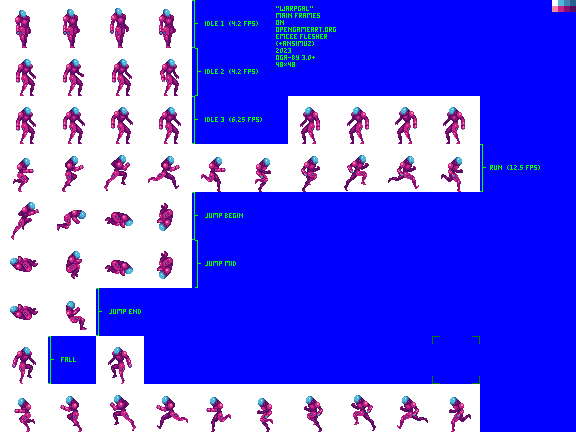 "WARPGAL"
MAIN FRAMES
ON
OPENGAMEART.ORG
EMCEE FLESHER
(+ANSIMUZ)
2023
OGA-BY 3.0+
48×48
IDLE 1 (4.2 FPS)
IDLE 2 (4.2 FPS)
IDLE 3 (6.25 FPS)
RUN (12.5 FPS)
JUMP BEGIN
JUMP MID
JUMP END
FALL